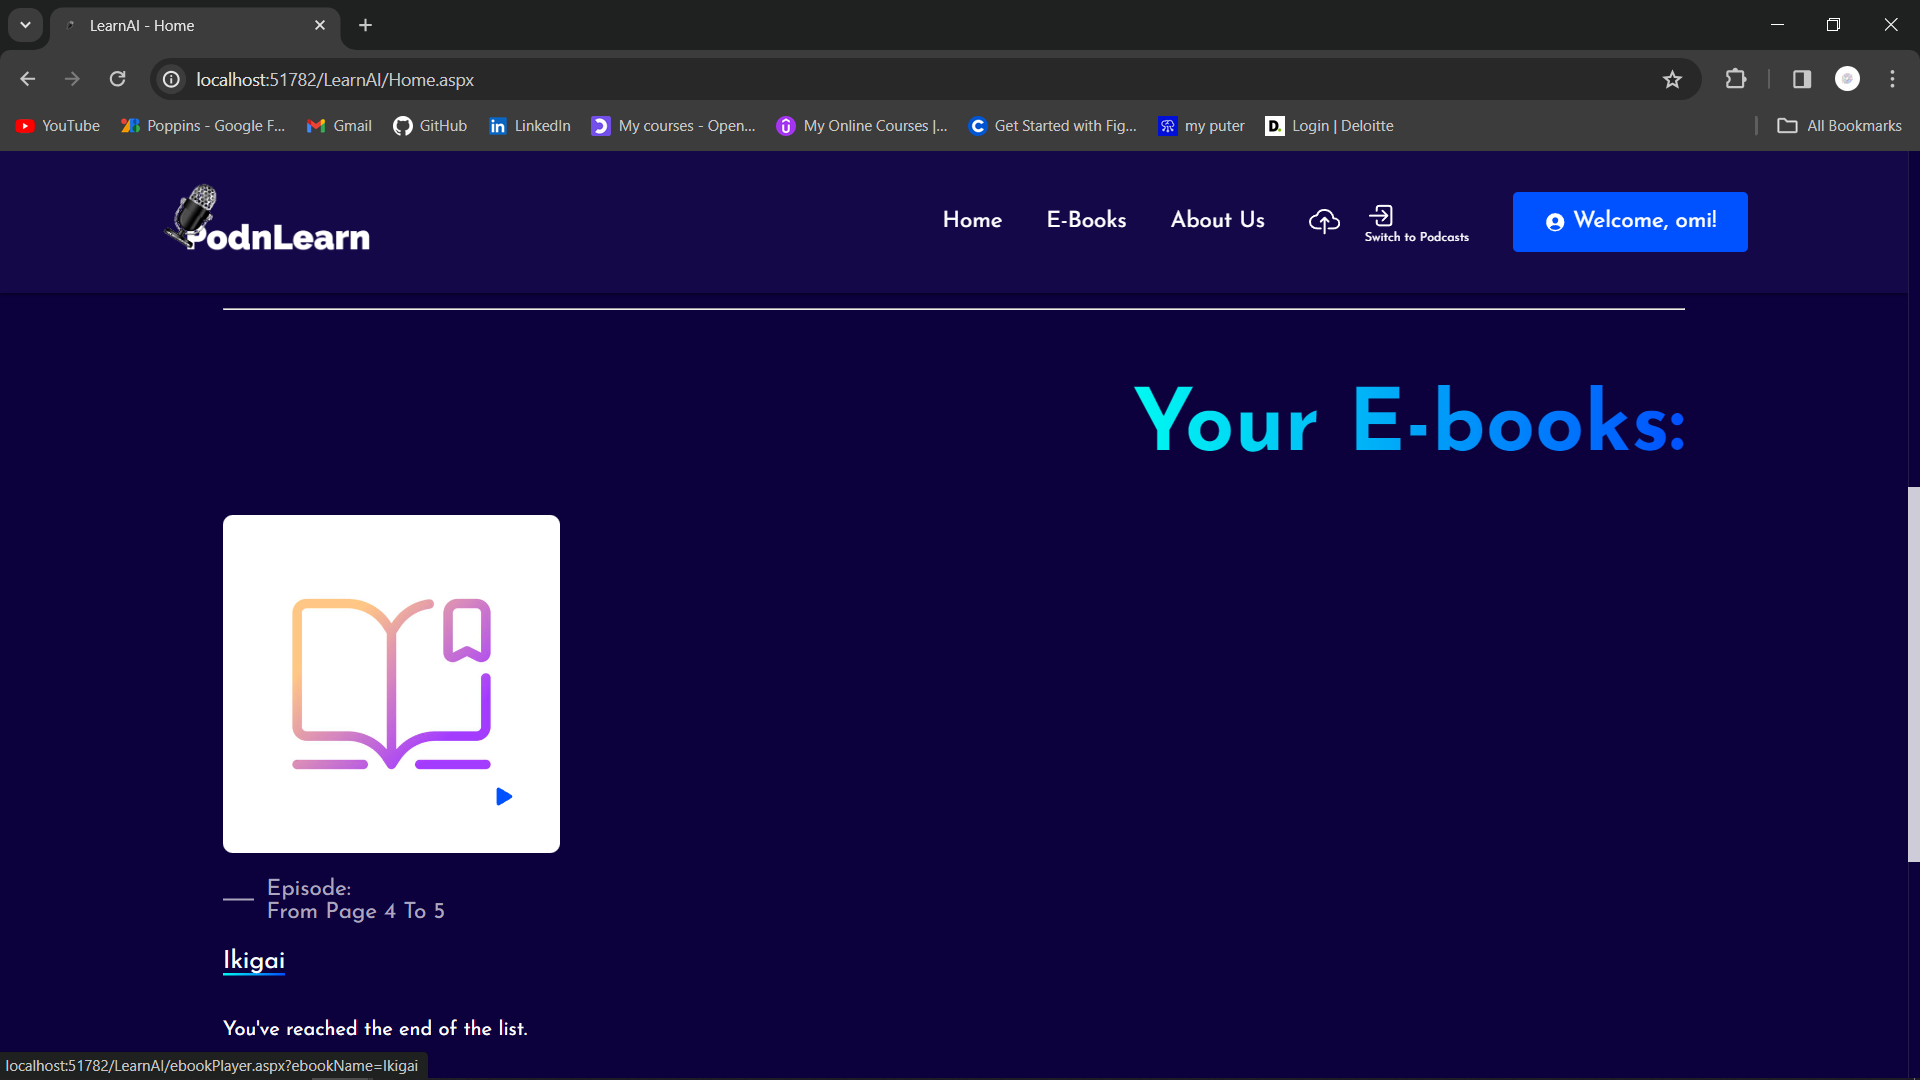 LearnAI - Home
localhost:51782/LearnAI/Home.aspx
YouTube
Poppins - Google F...
Gmail
GitHub
LinkedIn
My courses - Open...
My Online Courses |...
Get Started with Fig...
my puter
Login | Deloitte
All Bookmarks
PodnLearn
Home
E-Books
About Us
Switch to Podcasts
Welcome, omi!
Your E-books:
Episode:
From Page 4 To 5
Ikigai
You've reached the end of the list.
localhost:51782/LearnAI/ebookPlayer.aspx?ebookName=Ikigai